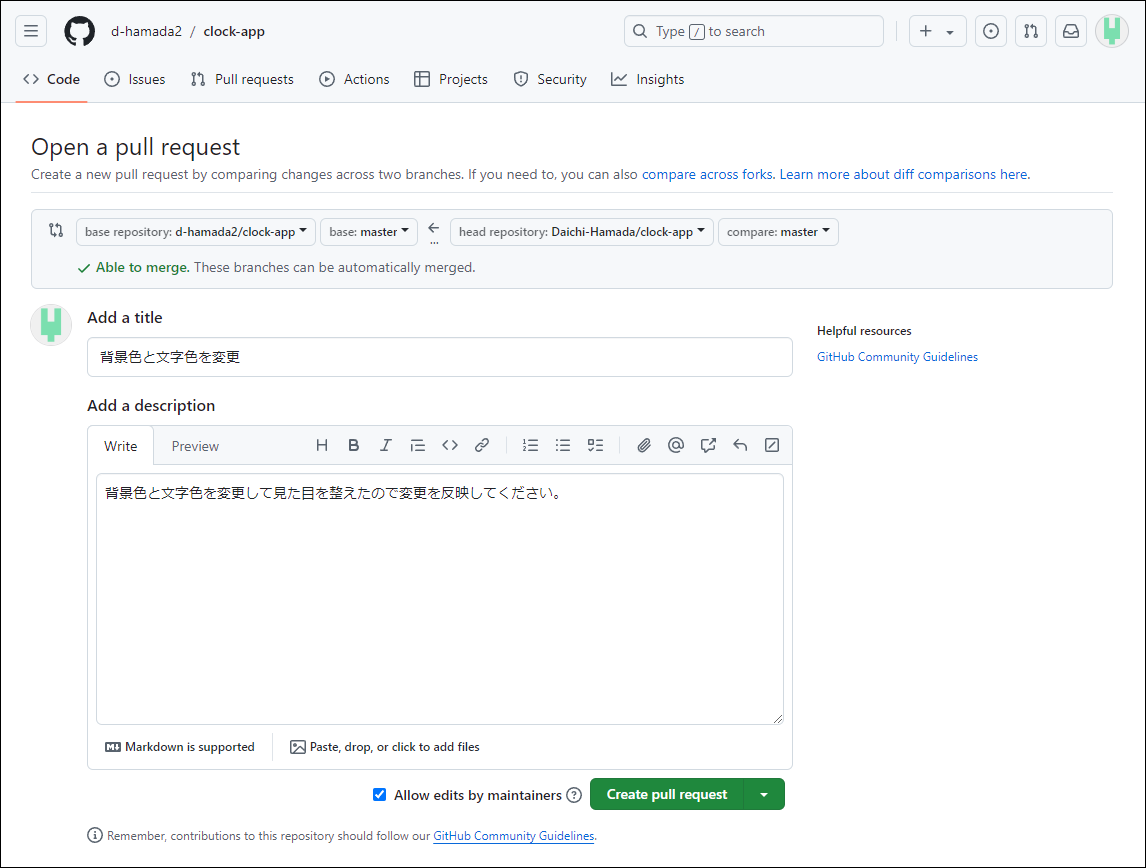 d-hamada2 / clock-app
Type / to search
Code Issues Pull requests Actions Projects Security Insights
Open a pull request
Create a new pull request by comparing changes across two branches. If you need to, you can also compare across forks. Learn more about diff comparisons here.
base repository: d-hamada2/clock-app base: master ← ... head repository: Daichi-Hamada/clock-app compare: master
Able to merge. These branches can be automatically merged.
Add a title
背景色と文字色を変更
Helpful resources
GitHub Community Guidelines
Add a description
Write Preview
背景色と文字色を変更して見た目を整えたので変更を反映してください。
Markdown is supported Paste, drop, or click to add files
Allow edits by maintainers ? Create pull request
Remember, contributions to this repository should follow our GitHub Community Guidelines.